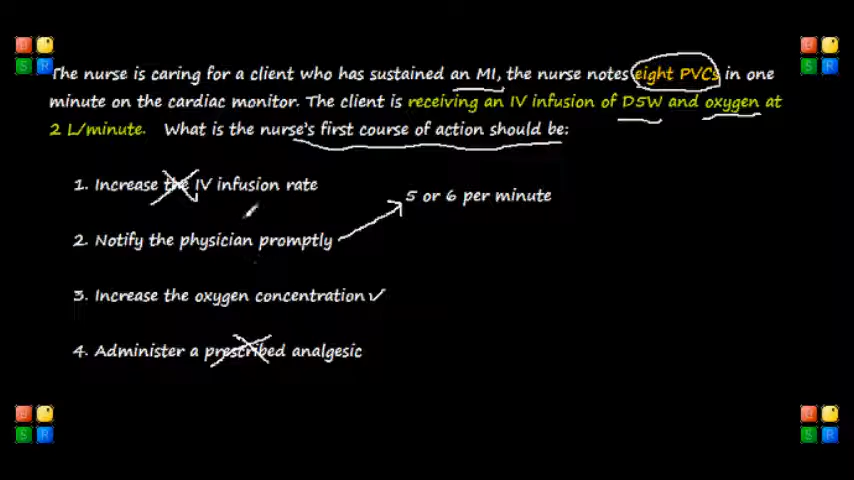 The nurse is caring for a client who has sustained an MI, the nurse notes eight PVCs in one
minute on the cardiac monitor. The client is receiving an IV infusion of D5W and oxygen at
2 L/minute. What is the nurse's first course of action should be:
1. Increase the IV infusion rate
5 or 6 per minute
2. Notify the physician promptly
3. Increase the oxygen concentration
4. Administer a prescribed analgesic